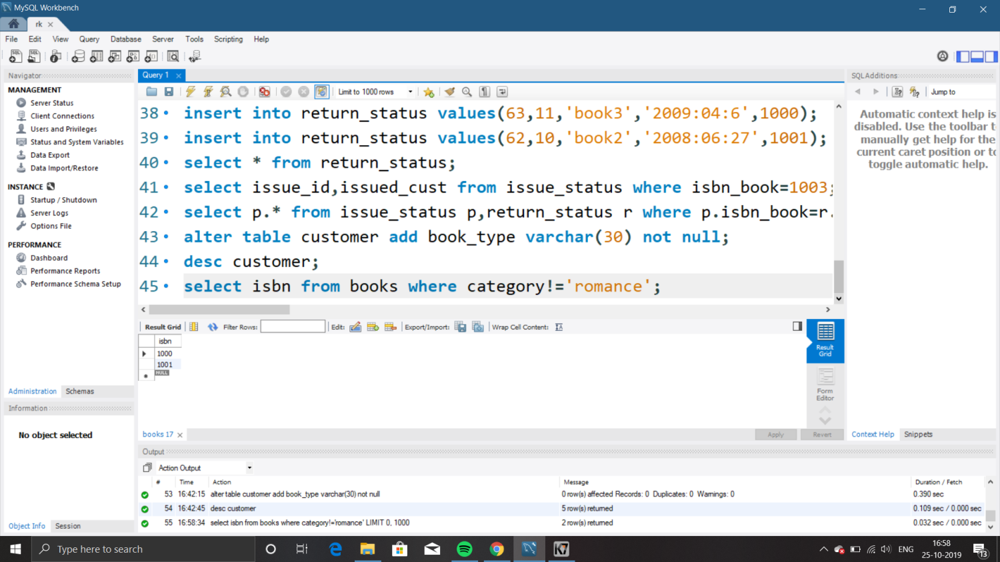 MySQL Workbench
rk
File Edit View Query Database Server Tools Scripting Help
Navigator
MANAGEMENT
Server Status
Client Connections
Users and Privileges
Status and System Variables
Data Export
Data Import/Restore
INSTANCE
Startup / Shutdown
Server Logs
Options File
PERFORMANCE
Dashboard
Performance Reports
Performance Schema Setup
Administration Schemas
Information
No object selected
Object Info Session
Query 1
Limit to 1000 rows
38 insert into return_status values(63,11,'book3','2009:04:6',1000);
39 insert into return_status values(62,10,'book2','2008:06:27',1001);
40 select * from return_status;
41 select issue_id,issued_cust from issue_status where isbn_book=1003;
42 select p.* from issue_status p,return_status r where p.isbn_book=r.
43 alter table customer add book_type varchar(30) not null;
44 desc customer;
45 select isbn from books where category!='romance';
Result Grid Filter Rows: Edit: Export/Import: Wrap Cell Content:
isbn
1000
1001
NULL
Result
Grid
Form
Editor
books 17
Apply Revert
Output
Action Output
# Time Action Message Duration / Fetch
53 16:42:15 alter table customer add book_type varchar(30) not null 0 row(s) affected Records: 0 Duplicates: 0 Warnings: 0 0.390 sec
54 16:42:45 desc customer 5 row(s) returned 0.109 sec / 0.000 sec
55 16:58:34 select isbn from books where category!='romance' LIMIT 0, 1000 2 row(s) returned 0.032 sec / 0.000 sec
SQLAdditions
Jump to
Automatic context help is
disabled. Use the toolbar t
manually get help for the
current caret position or to
toggle automatic help.
Context Help Snippets
Type here to search
K7
ENG
16:58
25-10-2019
13